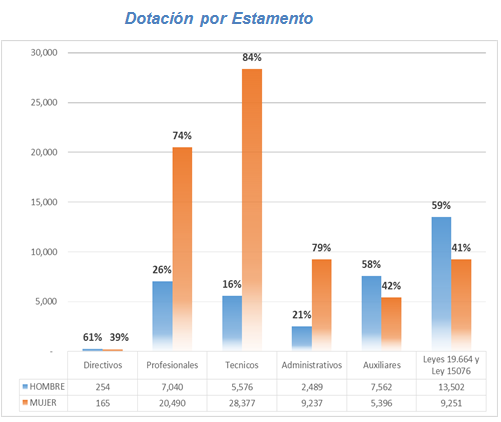 Dotación por Estamento
30,000
25,000
20,000
15,000
10,000
5,000
-
61% 39%
26% 74%
16% 84%
21% 79%
58% 42%
59% 41%
Directivos Profesionales Tecnicos Administrativos Auxiliares Leyes 19.664 y
Ley 15076
HOMBRE 254 7,040 5,576 2,489 7,562 13,502
MUJER 165 20,490 28,377 9,237 5,396 9,251